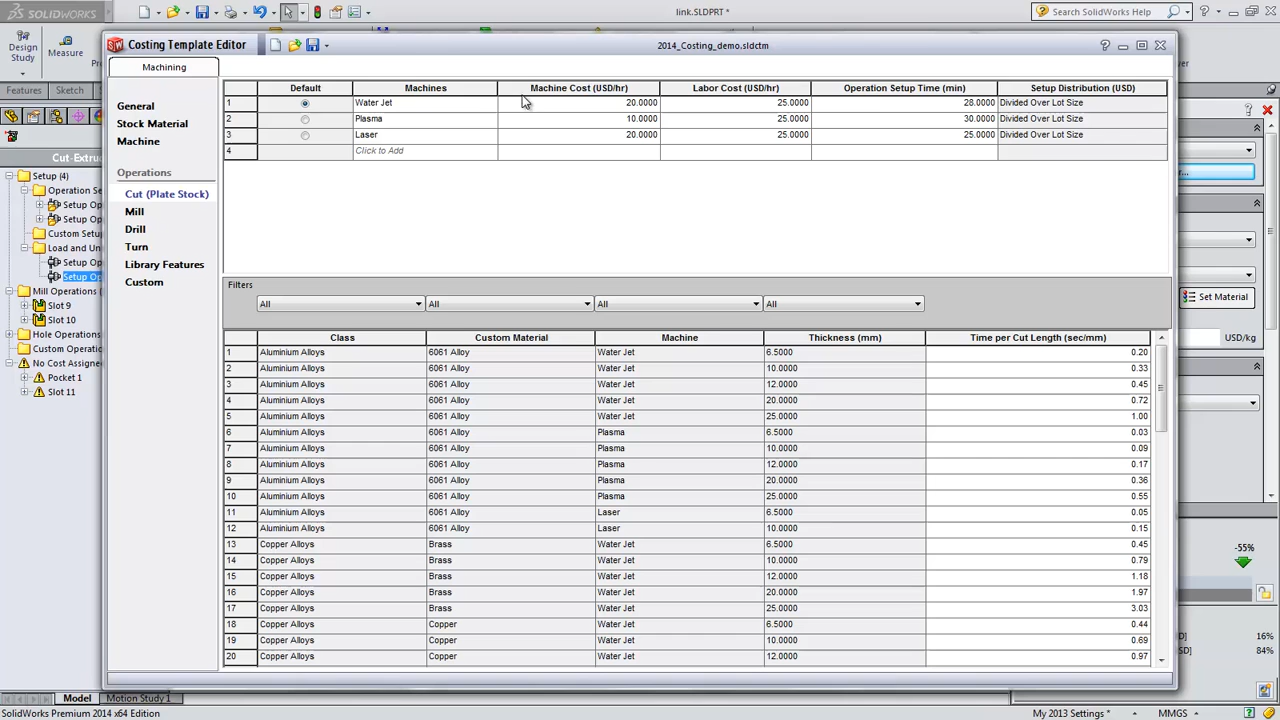 SOLIDWORKS
link.SLDPRT *
Search SolidWorks Help
Design Study
Measure
Features
Sketch
Costing Template Editor
2014_Costing_demo.sldctm
Machining
General
Stock Material
Machine
Operations
Cut (Plate Stock)
Mill
Drill
Turn
Library Features
Custom
Default Machines Machine Cost (USD/hr) Labor Cost (USD/hr) Operation Setup Time (min) Setup Distribution (USD)
1 Water Jet 20.0000 25.0000 28.0000 Divided Over Lot Size
2 Plasma 10.0000 25.0000 30.0000 Divided Over Lot Size
3 Laser 20.0000 25.0000 25.0000 Divided Over Lot Size
4 Click to Add
Filters
All All All All
Class Custom Material Machine Thickness (mm) Time per Cut Length (sec/mm)
1 Aluminium Alloys 6061 Alloy Water Jet 6.5000 0.20
2 Aluminium Alloys 6061 Alloy Water Jet 10.0000 0.33
3 Aluminium Alloys 6061 Alloy Water Jet 12.0000 0.45
4 Aluminium Alloys 6061 Alloy Water Jet 20.0000 0.72
5 Aluminium Alloys 6061 Alloy Water Jet 25.0000 1.00
6 Aluminium Alloys 6061 Alloy Plasma 6.5000 0.03
7 Aluminium Alloys 6061 Alloy Plasma 10.0000 0.09
8 Aluminium Alloys 6061 Alloy Plasma 12.0000 0.17
9 Aluminium Alloys 6061 Alloy Plasma 20.0000 0.36
10 Aluminium Alloys 6061 Alloy Plasma 25.0000 0.55
11 Aluminium Alloys 6061 Alloy Laser 6.5000 0.05
12 Aluminium Alloys 6061 Alloy Laser 10.0000 0.15
13 Copper Alloys Brass Water Jet 6.5000 0.45
14 Copper Alloys Brass Water Jet 10.0000 0.79
15 Copper Alloys Brass Water Jet 12.0000 1.18
16 Copper Alloys Brass Water Jet 20.0000 1.97
17 Copper Alloys Brass Water Jet 25.0000 3.03
18 Copper Alloys Copper Water Jet 6.5000 0.44
19 Copper Alloys Copper Water Jet 10.0000 0.69
20 Copper Alloys Copper Water Jet 12.0000 0.97
Cut-Extru
Setup (4)
Operation Se
Setup Op
Setup Op
Custom Setu
Load and Un
Setup Op
Setup Op
Mill Operations (
Slot 9
Slot 10
Hole Operations
Custom Operatio
No Cost Assigne
Pocket 1
Slot 11
Set Material
USD/kg
-55%
D] 16%
D] 84%
Model
Motion Study 1
SolidWorks Premium 2014 x64 Edition
My 2013 Settings *
MMGS